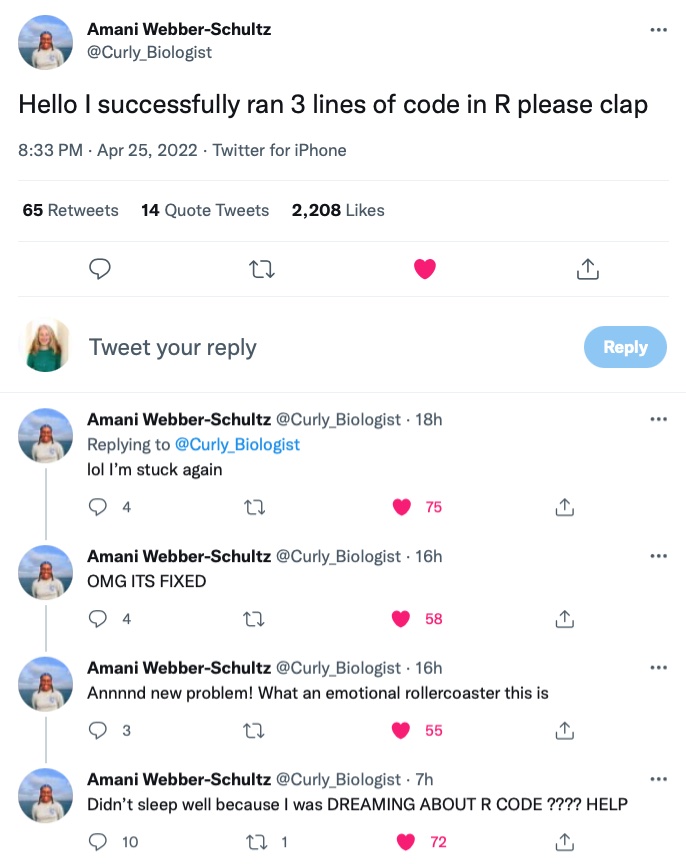 Amani Webber-Schultz
@Curly_Biologist
Hello I successfully ran 3 lines of code in R please clap
8:33 PM · Apr 25, 2022 · Twitter for iPhone
65 Retweets 14 Quote Tweets 2,208 Likes
Tweet your reply
Reply
Amani Webber-Schultz @Curly_Biologist · 18h
Replying to @Curly_Biologist
lol I'm stuck again
4 75
Amani Webber-Schultz @Curly_Biologist · 16h
OMG ITS FIXED
4 58
Amani Webber-Schultz @Curly_Biologist · 16h
Annnnd new problem! What an emotional rollercoaster this is
3 55
Amani Webber-Schultz @Curly_Biologist · 7h
Didn't sleep well because I was DREAMING ABOUT R CODE ???? HELP
10 1 72